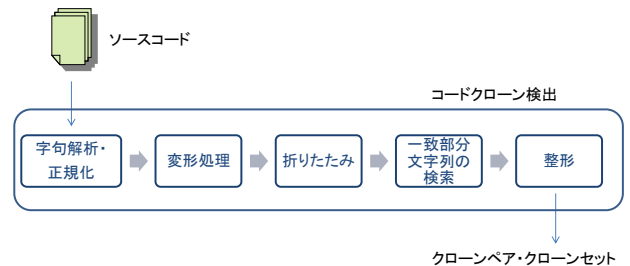 ソースコード
コードクローン検出
字句解析・
正規化
変形処理
折りたたみ
一致部分
文字列の
検索
整形
クローンペア・クローンセット